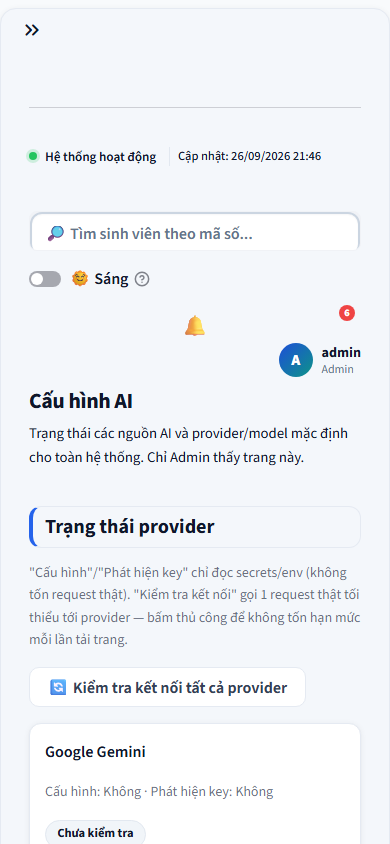 Hệ thống hoạt động
Cập nhật: 26/09/2026 21:46
Tìm sinh viên theo mã số...
Sáng
6
A
admin
Admin
Cấu hình AI
Trạng thái các nguồn AI và provider/model mặc định
cho toàn hệ thống. Chỉ Admin thấy trang này.
Trạng thái provider
"Cấu hình"/"Phát hiện key" chỉ đọc secrets/env (không
tốn request thật). "Kiểm tra kết nối" gọi 1 request thật tối
thiểu tới provider — bấm thủ công để không tốn hạn mức
mỗi lần tải trang.
Kiểm tra kết nối tất cả provider
Google Gemini
Cấu hình: Không · Phát hiện key: Không
Chưa kiểm tra